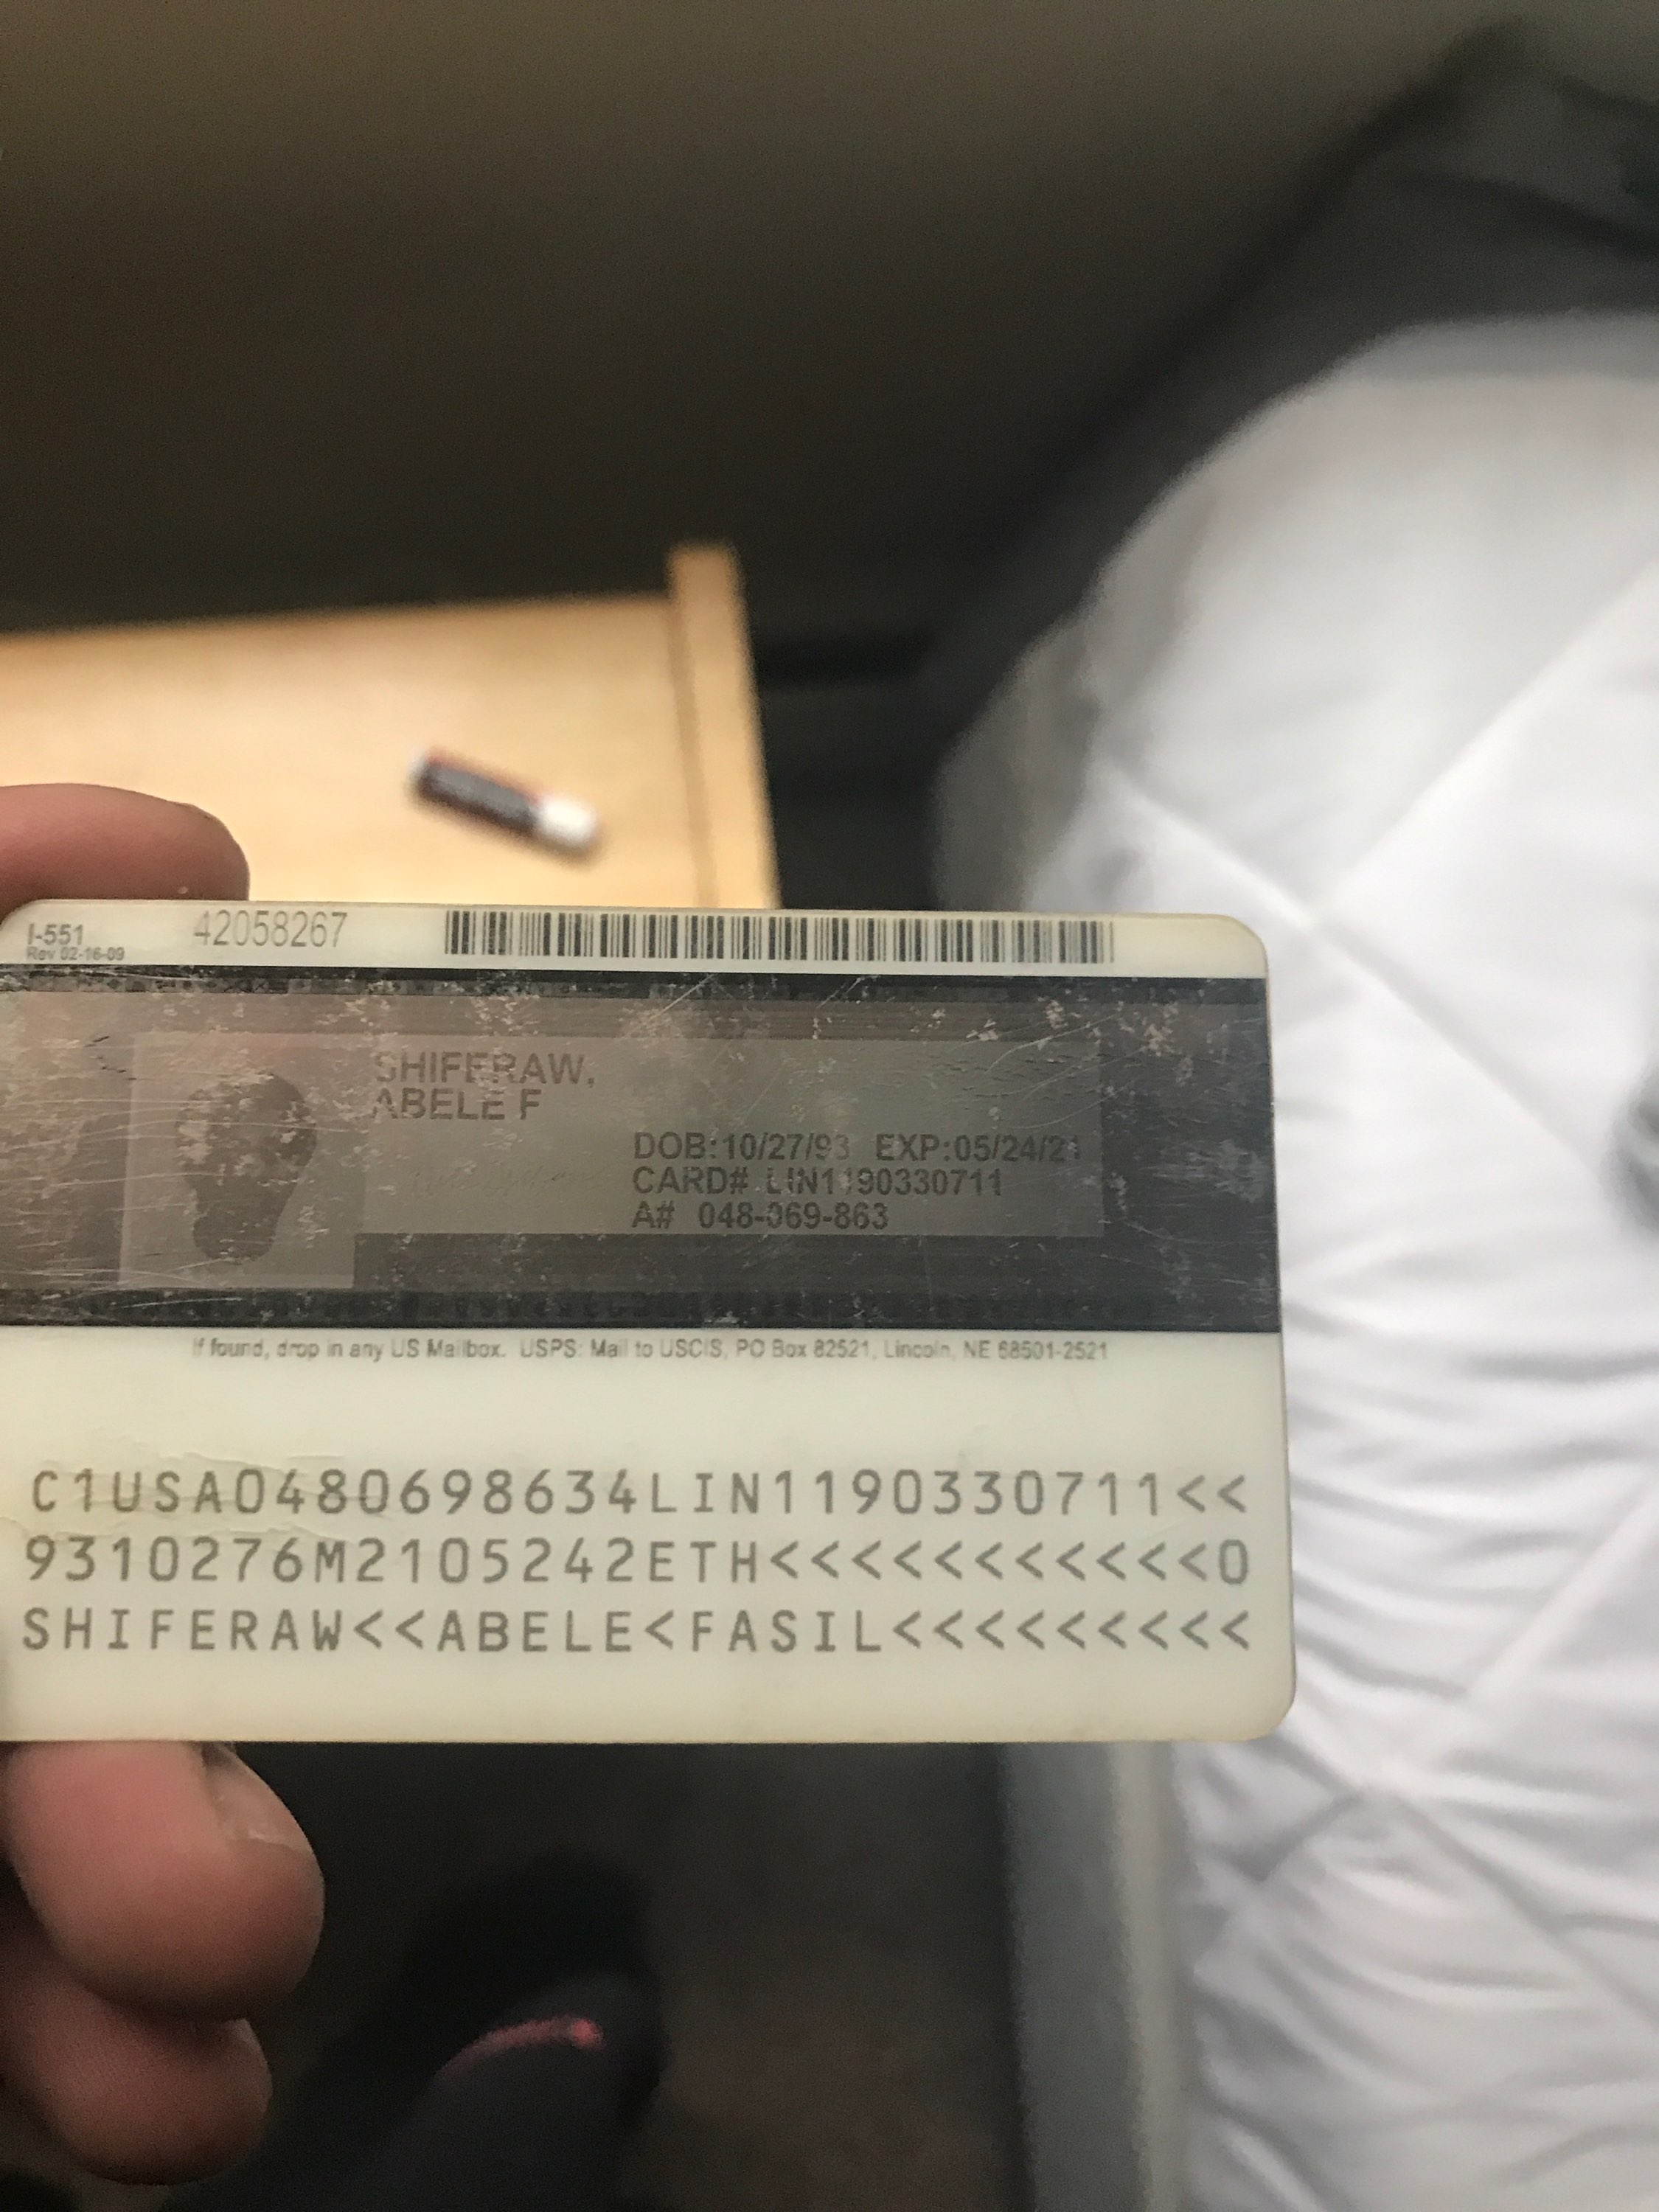 I-551
Rev 02-16-09
42058267
SHIFERAW,
ABELE F
DOB:10/27/93 EXP:05/24/21
CARD# LIN1190330711
A# 048-069-863
If found, drop in any US Mailbox. USPS: Mail to USCIS, PO Box 82521, Lincoln, NE 68501-2521
C1USA0480698634LIN1190330711<<
9310276M2105242ETH<<<<<<<<<<<0
SHIFERAW<<ABELE<FASIL<<<<<<<<<